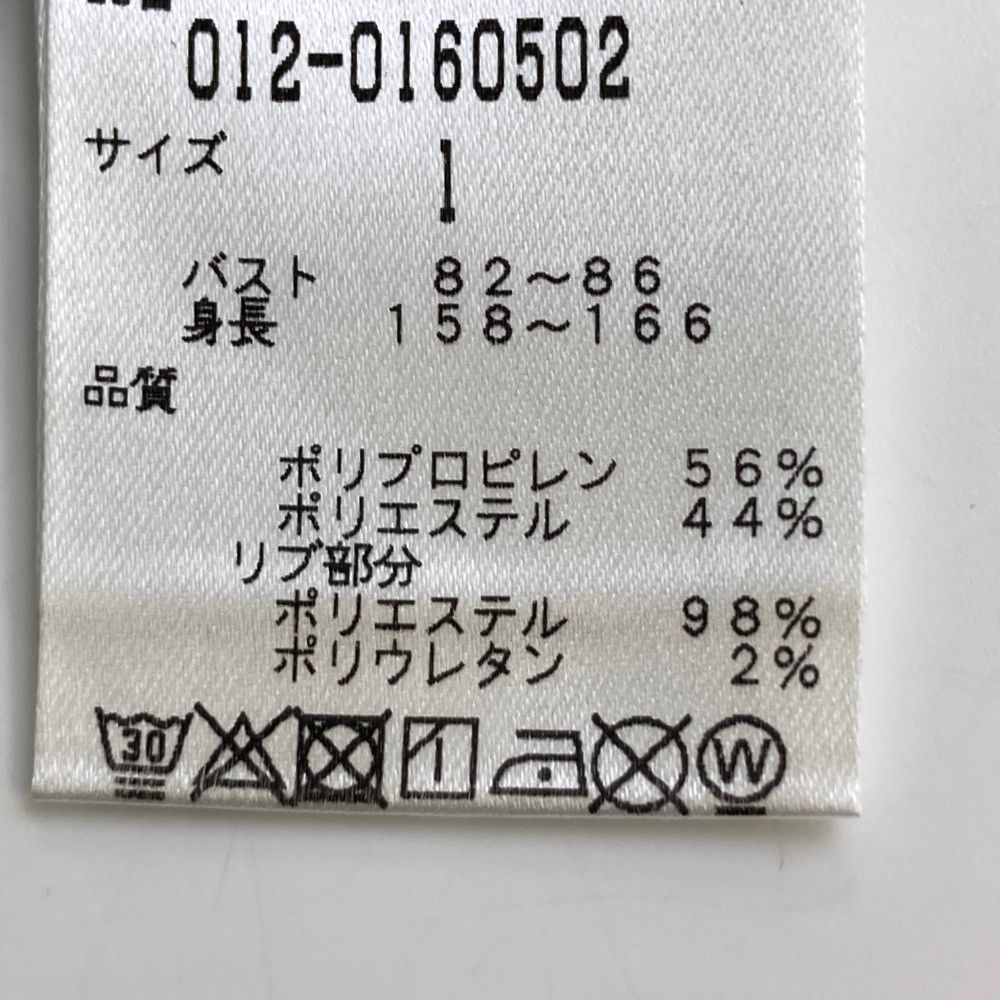 012-0160502
サイズ 1
バスト 82〜86
身長 158〜166
品質
ポリプロピレン 56%
ポリエステル 44%
リブ部分
ポリエステル 98%
ポリウレタン 2%
30 W